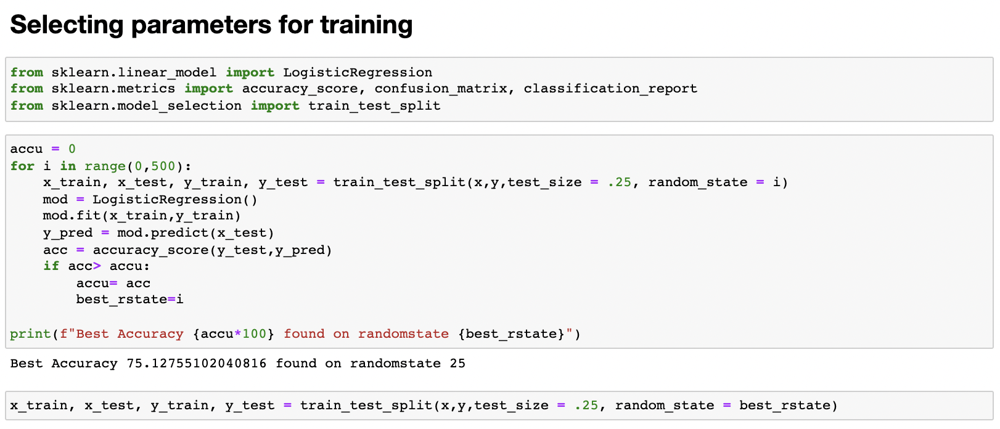 Selecting parameters for training
from sklearn.linear_model import LogisticRegression
from sklearn.metrics import accuracy_score, confusion_matrix, classification_report
from sklearn.model_selection import train_test_split
accu = 0
for i in range(0,500):
    x_train, x_test, y_train, y_test = train_test_split(x,y,test_size = .25, random_state = i)
    mod = LogisticRegression()
    mod.fit(x_train,y_train)
    y_pred = mod.predict(x_test)
    acc = accuracy_score(y_test,y_pred)
    if acc> accu:
        accu= acc
        best_rstate=i
print(f"Best Accuracy {accu*100} found on randomstate {best_rstate}")
Best Accuracy 75.12755102040816 found on randomstate 25
x_train, x_test, y_train, y_test = train_test_split(x,y,test_size = .25, random_state = best_rstate)